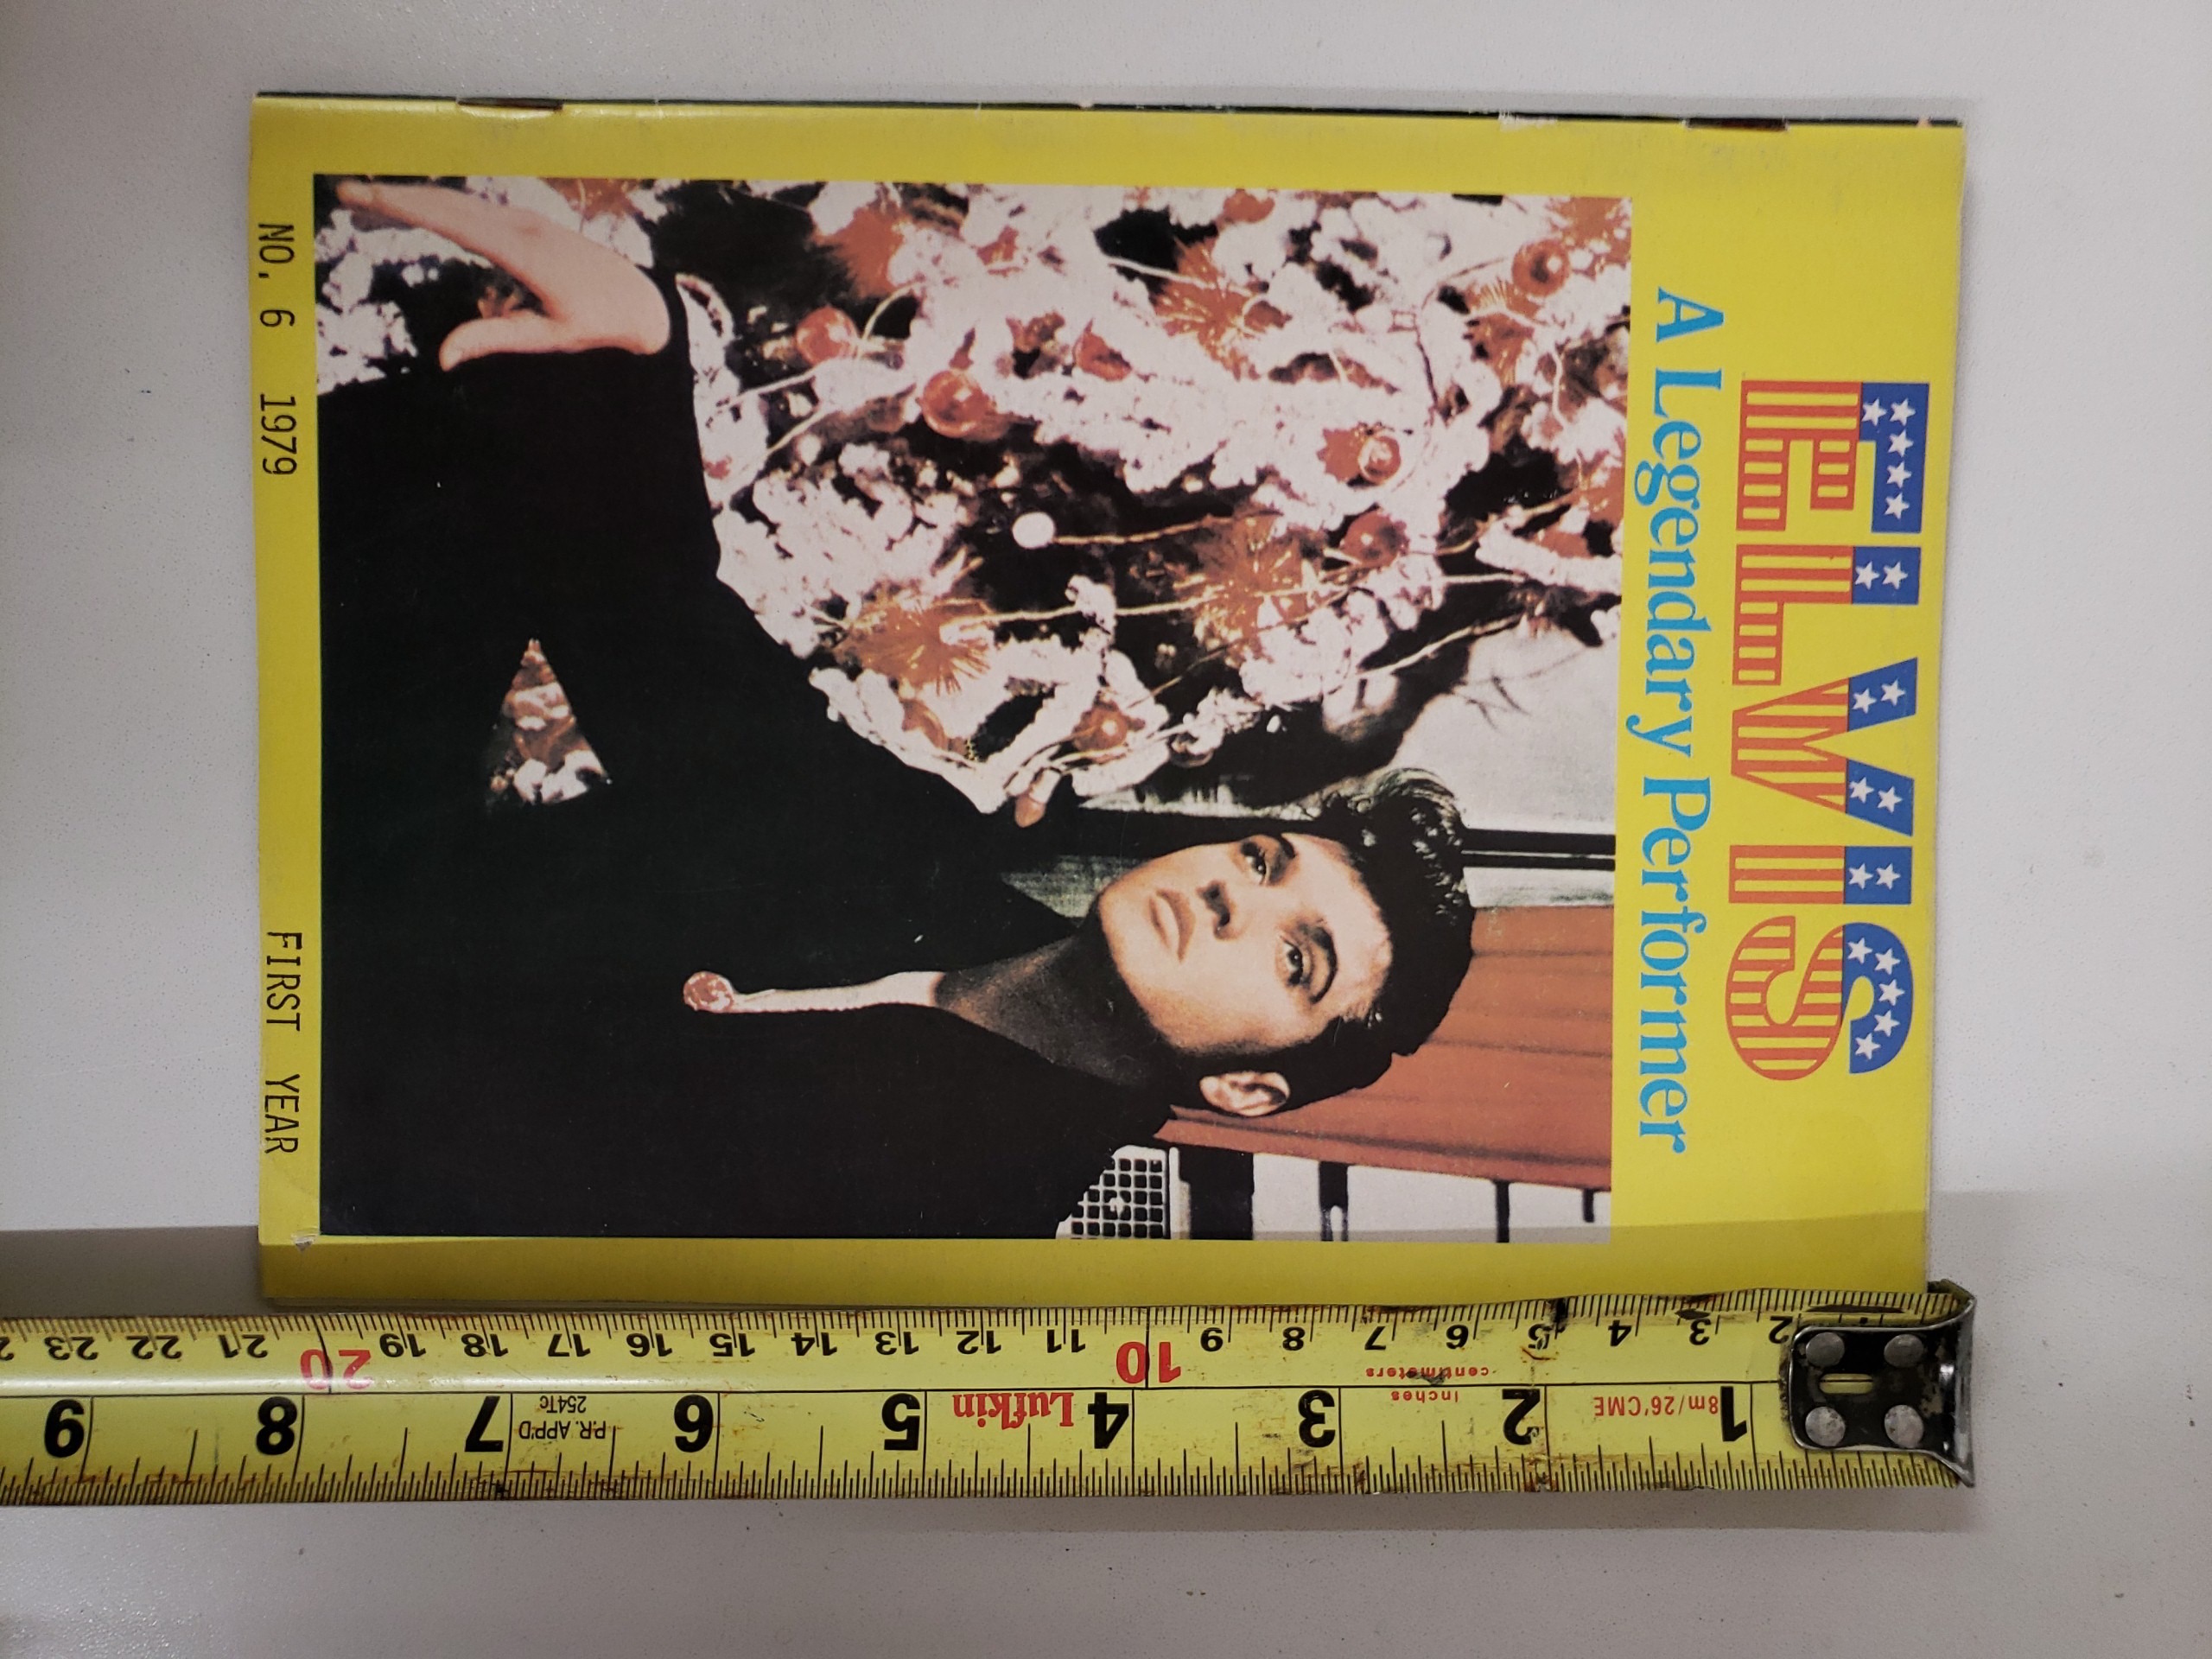 ELVIS
A Legendary Performer
NO. 6 1979
FIRST YEAR
2 3 4 5 6 7 8 9 10 11 12 13 14 15 16 17 18 19 20 21 22 23
centimeters
inches
1 2 3 4 5 6 7 8 9
8m/26'CME
Lufkin
P.R. APP'D
254Tc